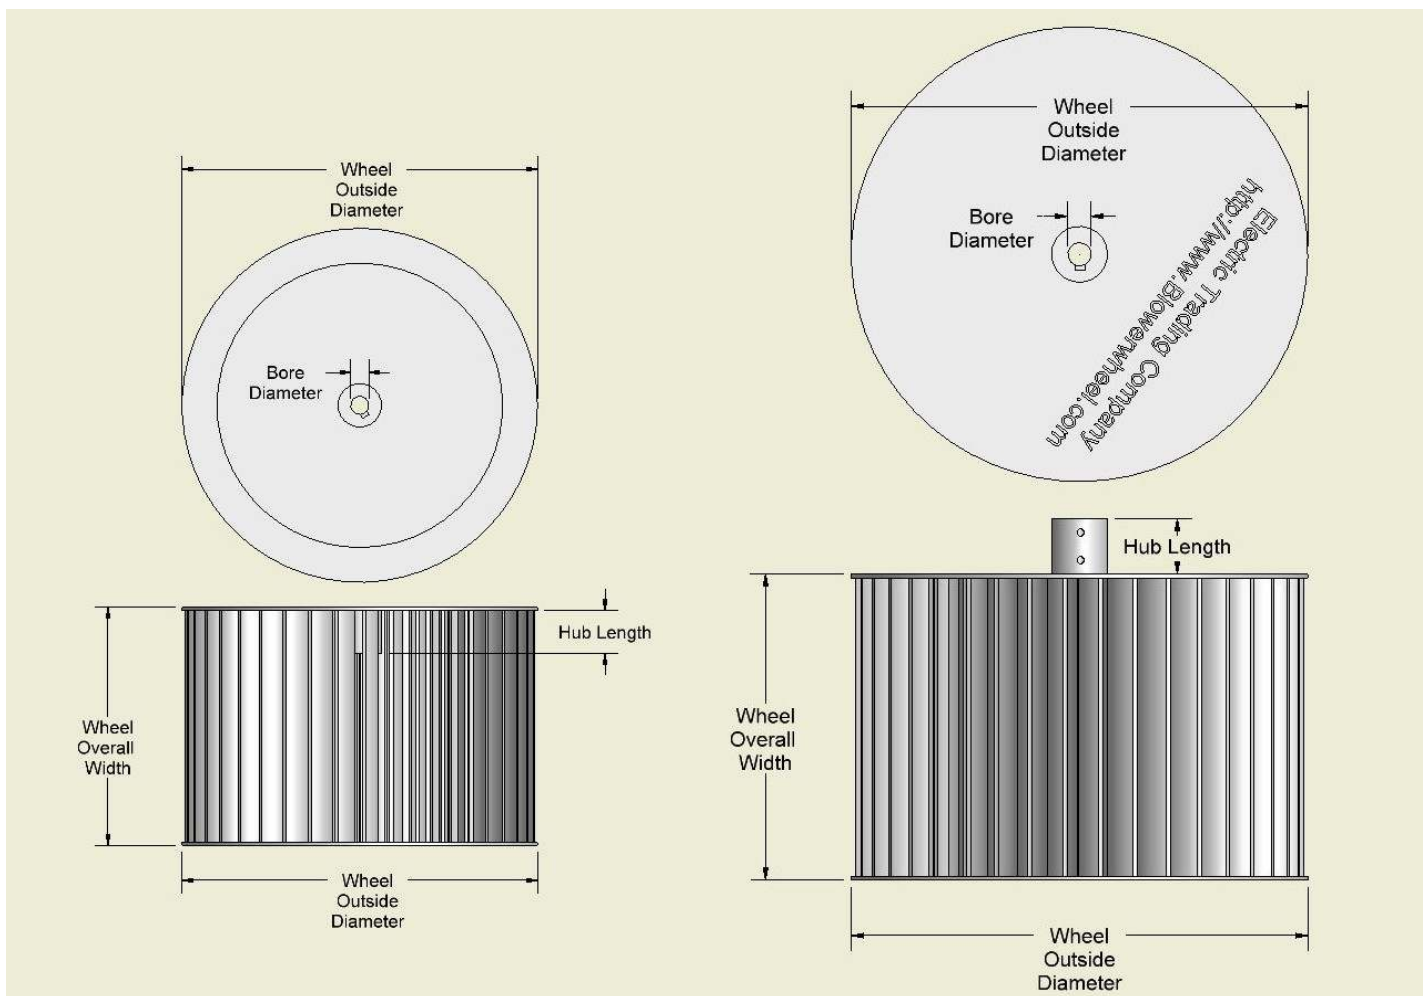 Wheel
Outside
Diameter
Bore
Diameter
Hub Length
Wheel
Overall
Width
Wheel
Outside
Diameter
Wheel
Outside
Diameter
Bore
Diameter
Electric Trading Company
http://www.Blowerwheel.com
Hub Length
Wheel
Overall
Width
Wheel
Outside
Diameter